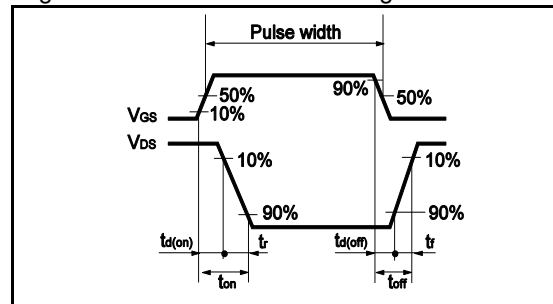 Pulse width
90%
50%
50%
10%
VGS
VDS
10%
10%
90%
90%
td(on)
tr
td(off)
tf
ton
toff